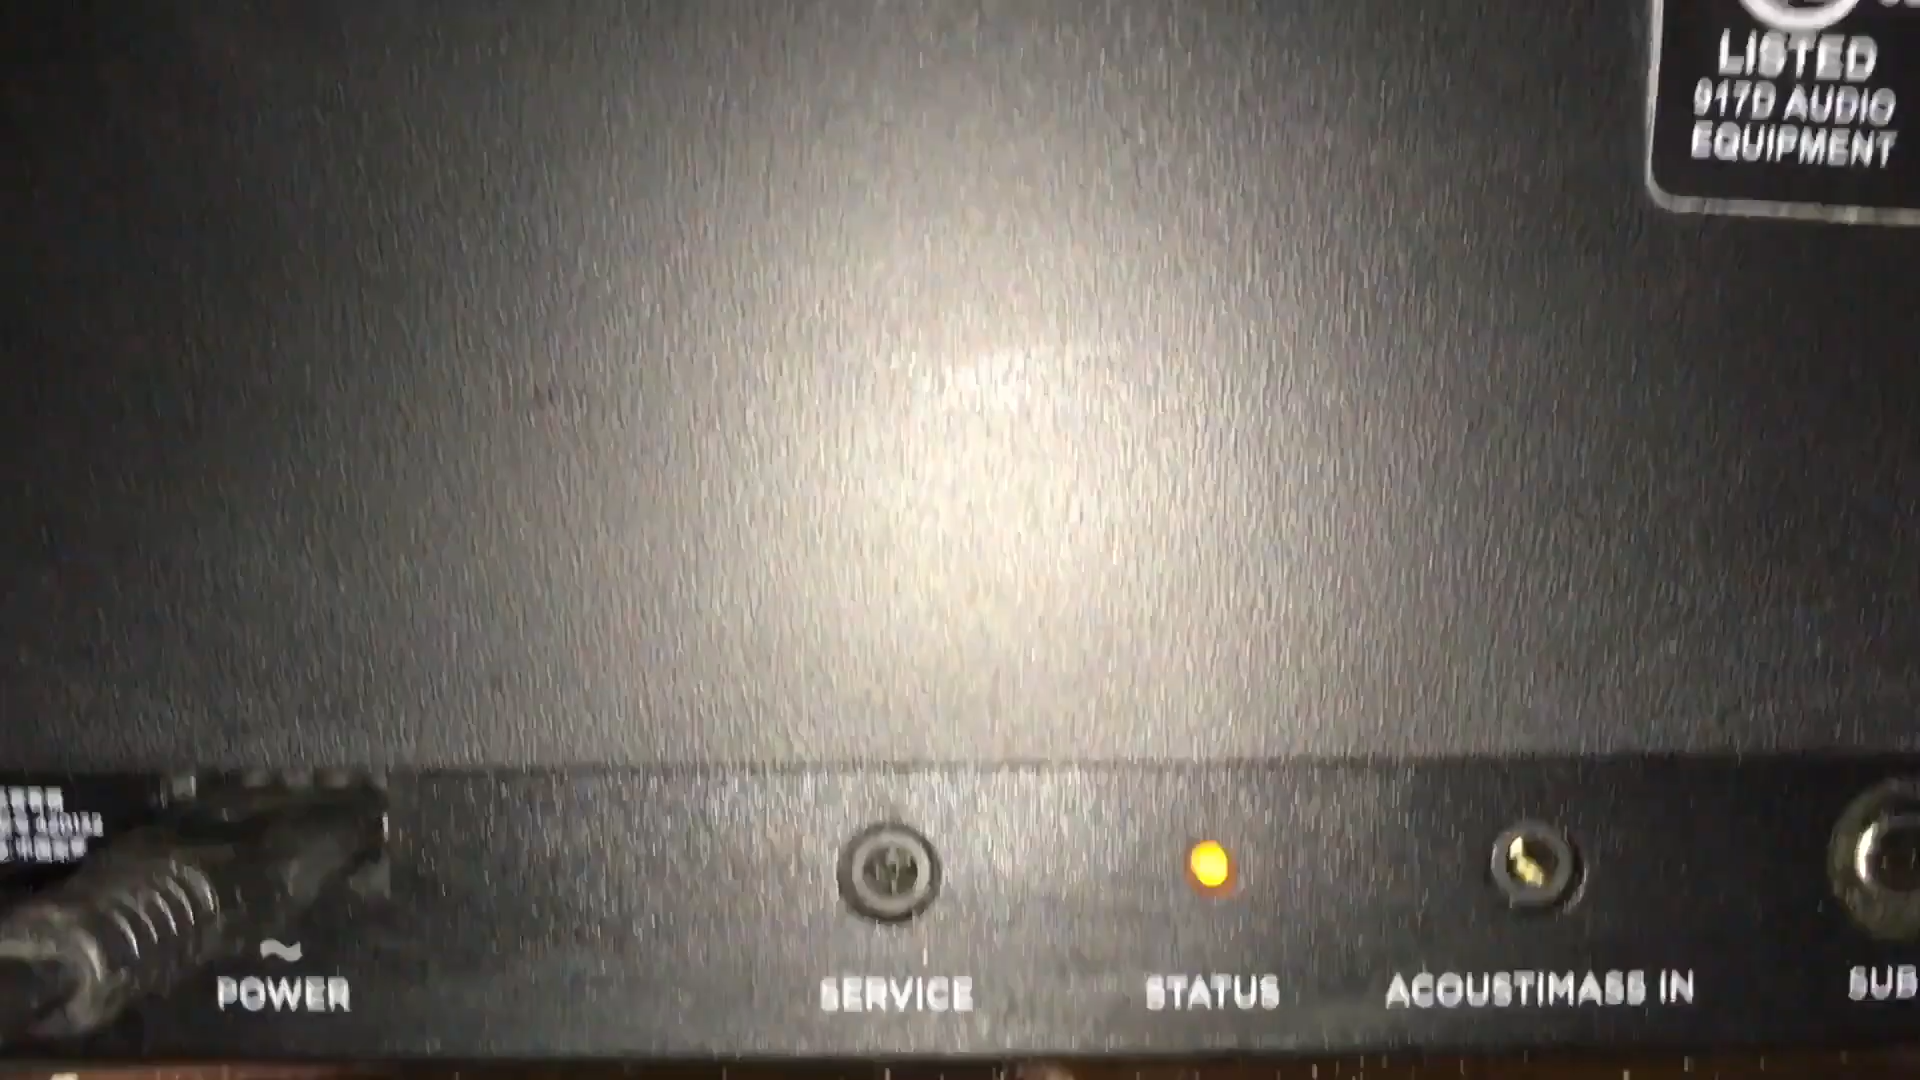 LISTED
917D AUDIO
EQUIPMENT
POWER
SERVICE
STATUS
ACOUSTIMASS IN
SUB